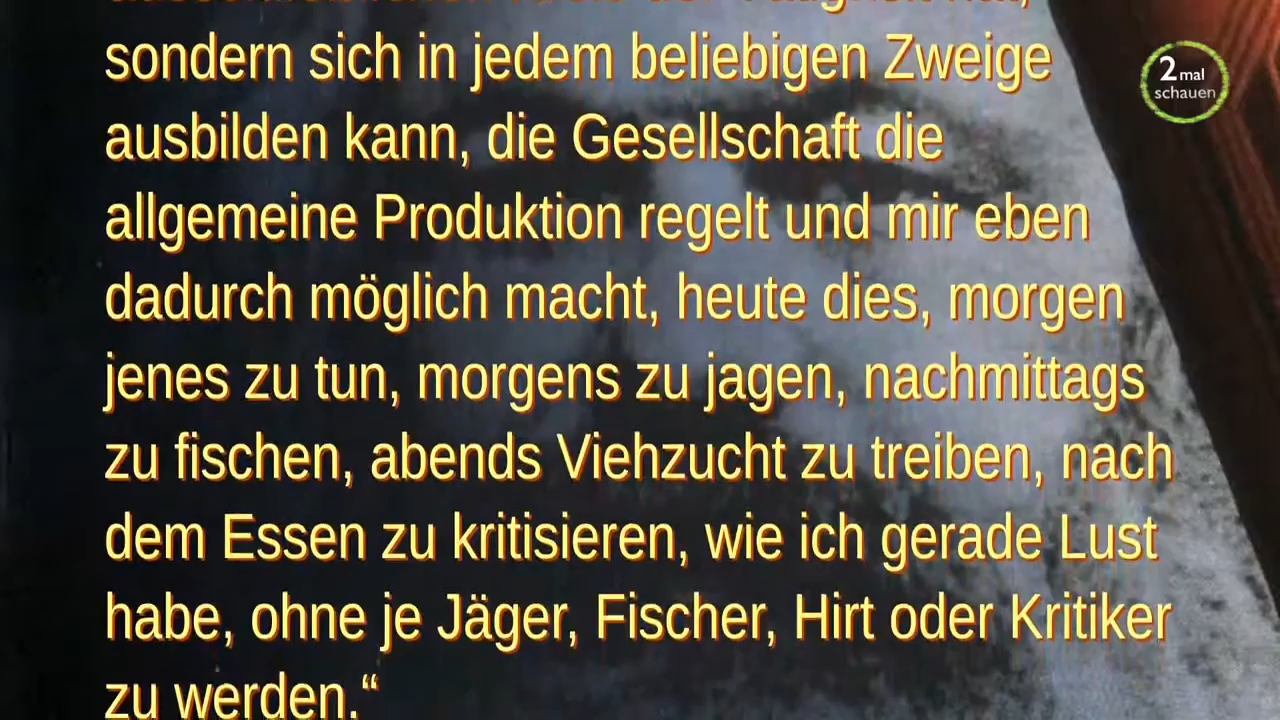 sondern sich in jedem beliebigen Zweige
ausbilden kann, die Gesellschaft die
allgemeine Produktion regelt und mir eben
dadurch möglich macht, heute dies, morgen
jenes zu tun, morgens zu jagen, nachmittags
zu fischen, abends Viehzucht zu treiben, nach
dem Essen zu kritisieren, wie ich gerade Lust
habe, ohne je Jäger, Fischer, Hirt oder Kritiker
zu werden.“
2 mal
schauen